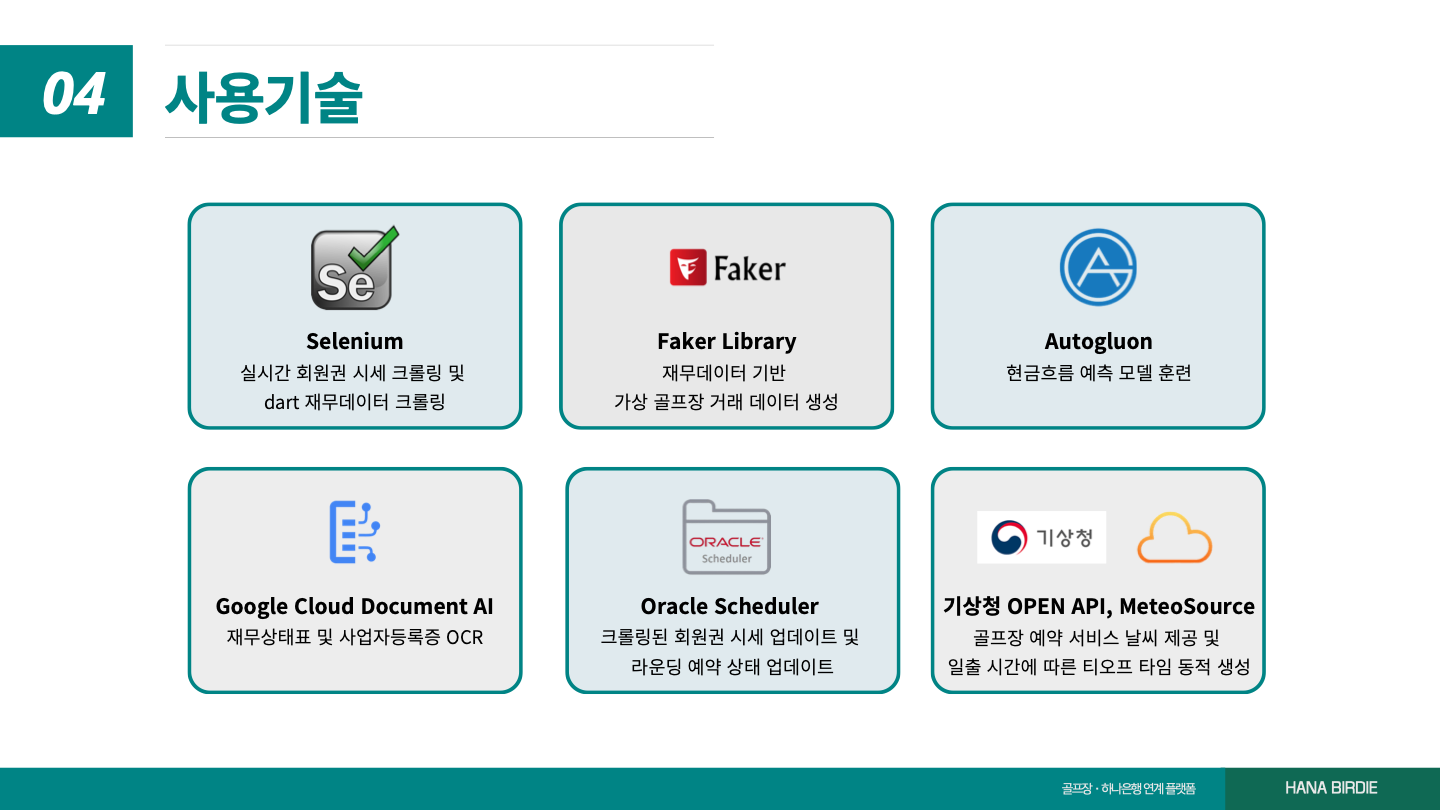 04
사용기술
Se
Selenium
실시간 회원권 시세 크롤링 및
dart 재무데이터 크롤링
Faker
Faker Library
재무데이터 기반
가상 골프장 거래 데이터 생성
Autogluon
현금흐름 예측 모델 훈련
Google Cloud Document AI
재무상태표 및 사업자등록증 OCR
ORACLE
Scheduler
Oracle Scheduler
크롤링된 회원권 시세 업데이트 및
라운딩 예약 상태 업데이트
기상청
기상청 OPEN API, MeteoSource
골프장 예약 서비스 날씨 제공 및
일출 시간에 따른 티오프 타임 동적 생성
골프장 · 하나은행 연계 플랫폼
HANA BIRDIE